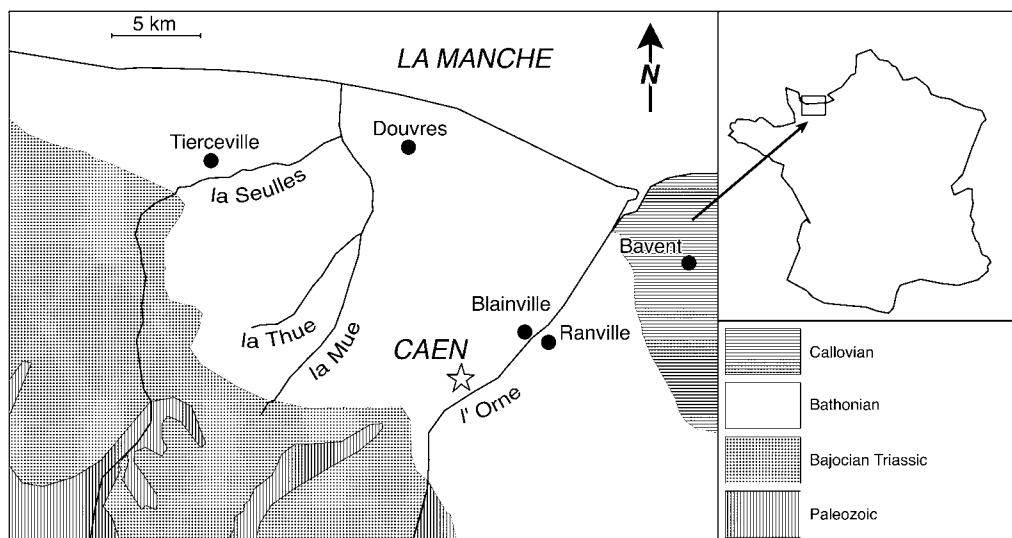 5 km
LA MANCHE
N
Tierceville
Douvres
la Seulles
Bavent
Blainville
Ranville
la Thue
la Mue
CAEN
l' Orne
Callovian
Bathonian
Bajocian Triassic
Paleozoic